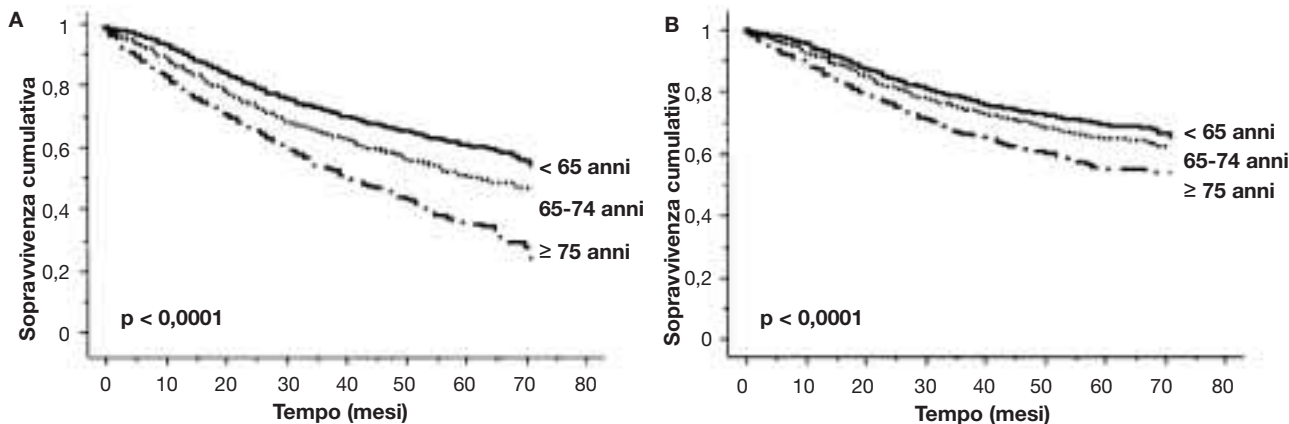 A
Sopravvivenza cumulativa
1
0,8
0,6
0,4
0,2
0
< 65 anni
65-74 anni
≥ 75 anni
p < 0,0001
0 10 20 30 40 50 60 70 80
Tempo (mesi)
B
Sopravvivenza cumulativa
1
0,8
0,6
0,4
0,2
0
< 65 anni
65-74 anni
≥ 75 anni
p < 0,0001
0 10 20 30 40 50 60 70 80
Tempo (mesi)